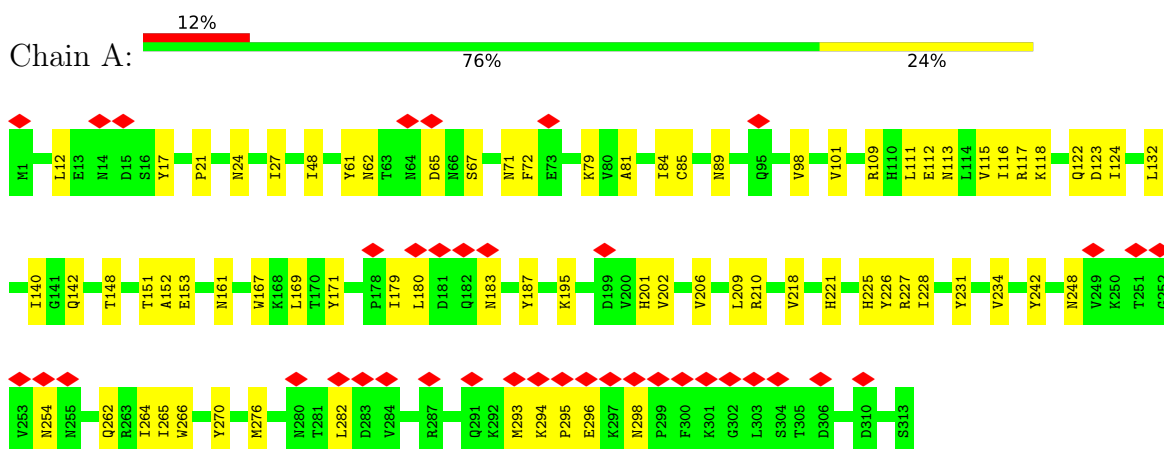 12%
Chain A:
76% 24%
M1 L12 E13 N14 D15 S16 Y17 P21 N24 I27 I48 Y61 N62 T63 N64 D65 N66 S67 N71 F72 E73 K79 V80 A81 I84 C85 N89 Q95 V98 V101 R109 H110 L111 E112 N113 L114 V115 I116 R117 K118 Q122 D123 I124 L132
I140 G141 Q142 T148 T151 A152 E153 N161 W167 K168 L169 T170 Y171 P178 I179 L180 D181 Q182 N183 Y187 K195 D199 V200 H201 V202 V206 L209 R210 V218 H221 H225 Y226 R227 I228 Y231 V234 Y242 N248 V249 K250 T251 G252
V253 N254 N255 Q262 R263 I264 I265 W266 Y270 M276 N280 T281 L282 D283 V284 R287 Q291 K292 M293 K294 P295 E296 K297 N298 P299 F300 K301 G302 L303 S304 T305 D306 D310 S313